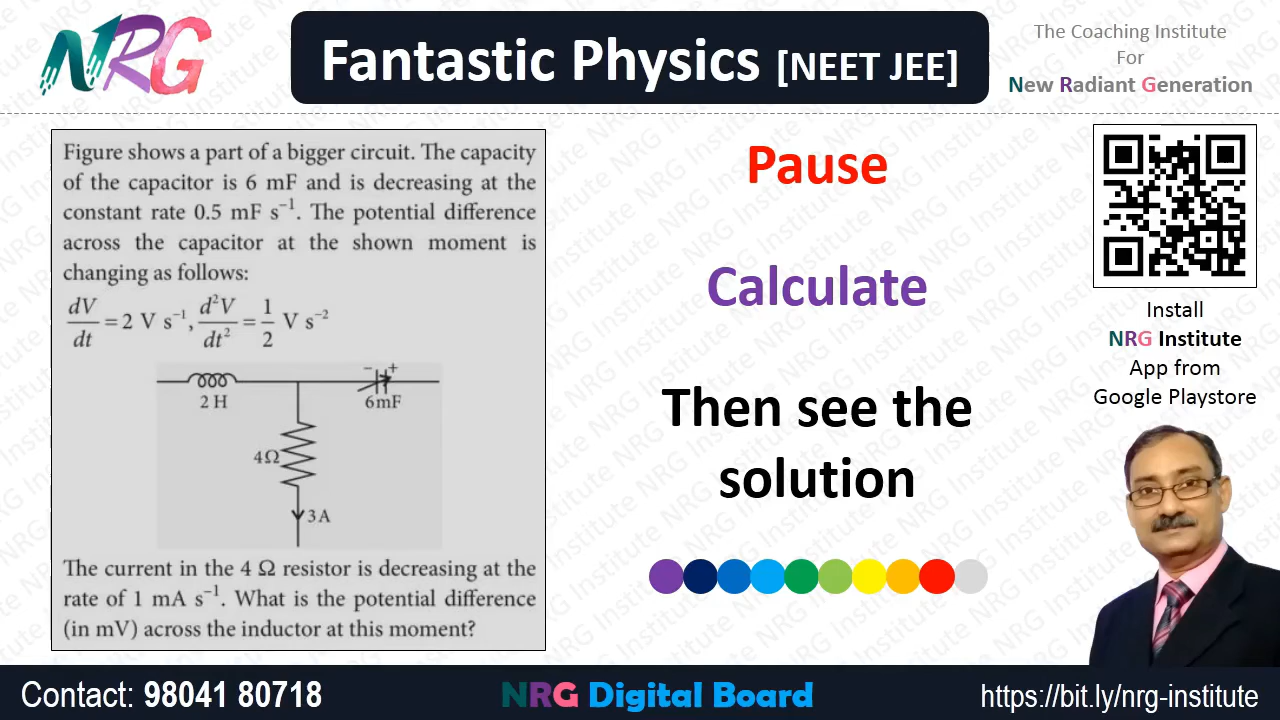 NRG
Fantastic Physics [NEET JEE]
The Coaching Institute
For
New Radiant Generation
Figure shows a part of a bigger circuit. The capacity
of the capacitor is 6 mF and is decreasing at the
constant rate 0.5 mF s⁻¹. The potential difference
across the capacitor at the shown moment is
changing as follows:
dV/dt = 2 V s⁻¹, d²V/dt² = 1/2 V s⁻²
- +
2 H
6mF
4Ω
3 A
The current in the 4 Ω resistor is decreasing at the
rate of 1 mA s⁻¹. What is the potential difference
(in mV) across the inductor at this moment?
Pause
Calculate
Then see the
solution
Install
NRG Institute
App from
Google Playstore
Contact: 98041 80718
NRG Digital Board
https://bit.ly/nrg-institute